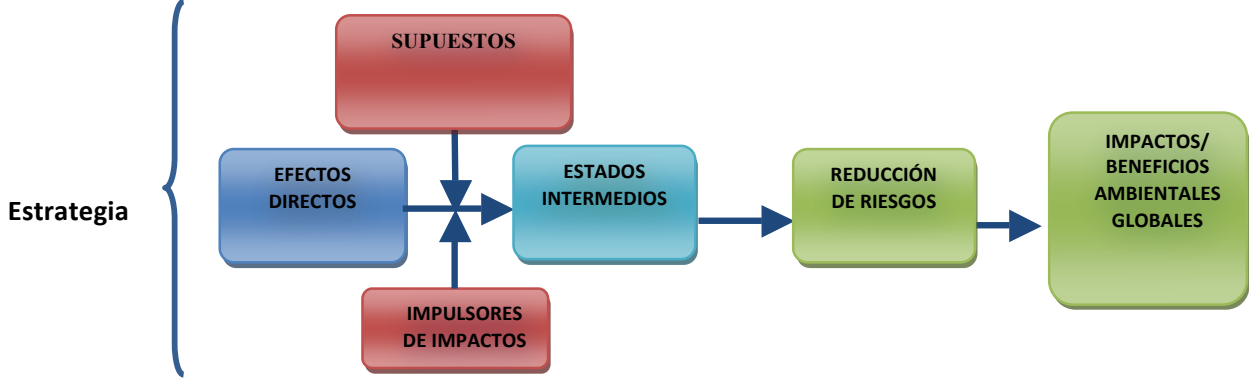 Estrategia
SUPUESTOS
EFECTOS
DIRECTOS
IMPULSORES
DE IMPACTOS
ESTADOS
INTERMEDIOS
REDUCCIÓN
DE RIESGOS
IMPACTOS/
BENEFICIOS
AMBIENTALES
GLOBALES